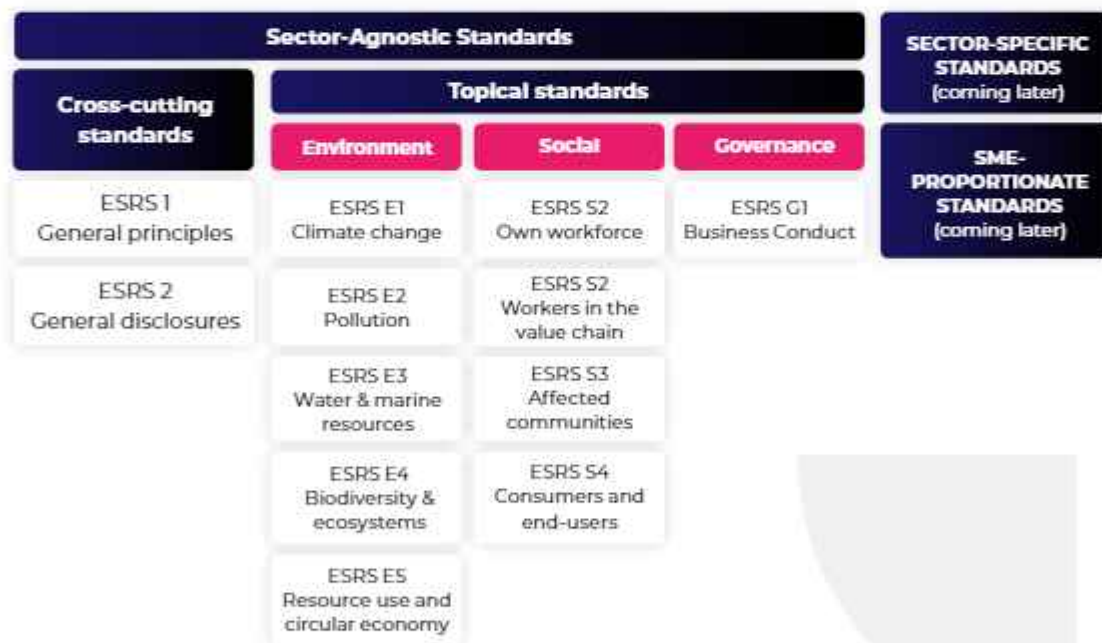 Sector-Agnostic Standards
SECTOR-SPECIFIC
STANDARDS
(coming later)
Cross-cutting
standards
Topical standards
Environment
Social
Governance
SME-
PROPORTIONATE
STANDARDS
(coming later)
ESRS 1
General principles
ESRS E1
Climate change
ESRS S2
Own workforce
ESRS G1
Business Conduct
ESRS 2
General disclosures
ESRS E2
Pollution
ESRS S2
Workers in the
value chain
ESRS E3
Water & marine
resources
ESRS S3
Affected
communities
ESRS E4
Biodiversity &
ecosystems
ESRS S4
Consumers and
end-users
ESRS E5
Resource use and
circular economy